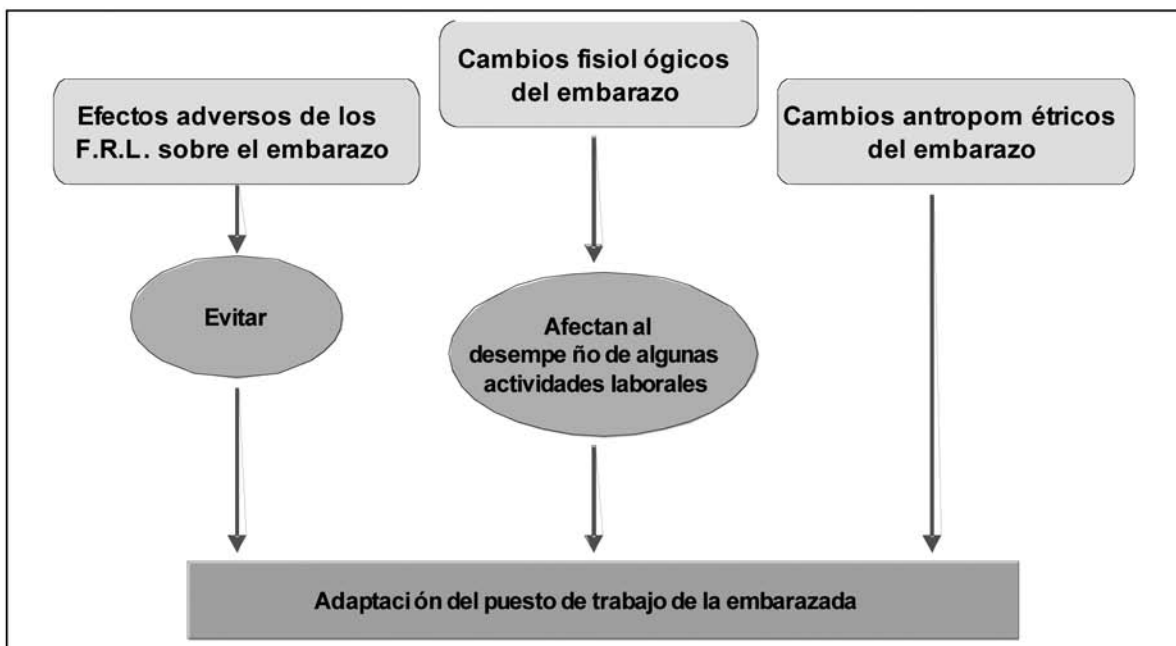 Efectos adversos de los
F.R.L. sobre el embarazo
Cambios fisiol ógicos
del embarazo
Cambios antropom étricos
del embarazo
Evitar
Afectan al
desempe ño de algunas
actividades laborales
Adaptaci ón del puesto de trabajo de la embarazada